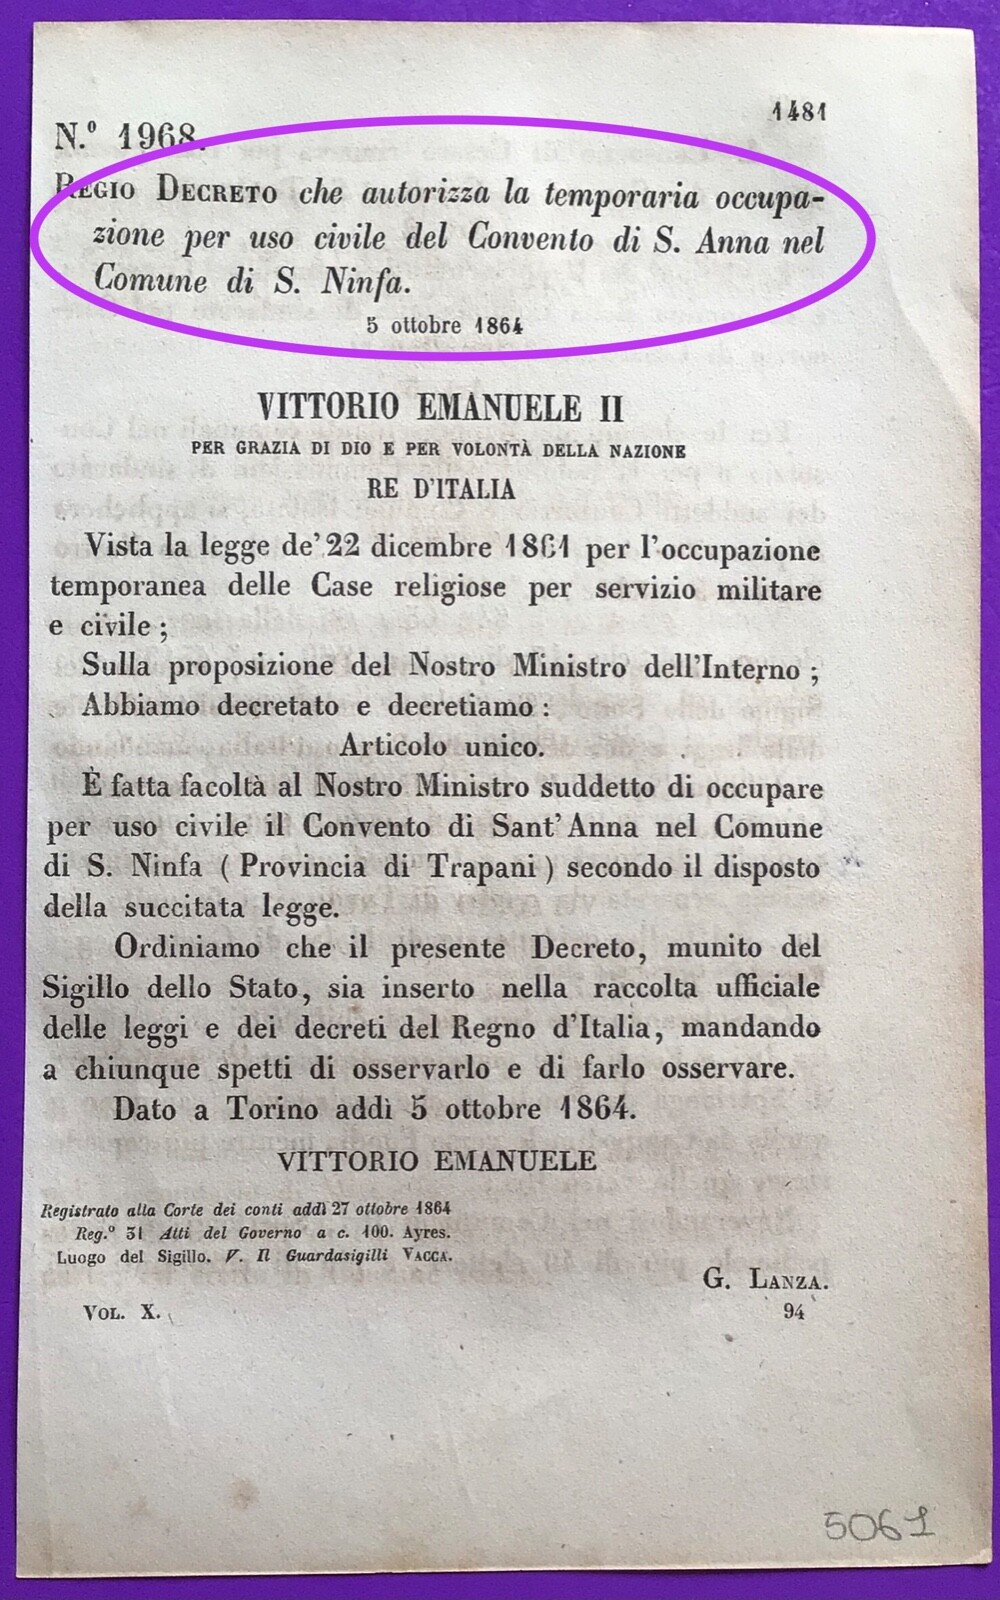 1481
N.º 1968.
REGIO DECRETO che autorizza la temporaria occupa-
zione per uso civile del Convento di S. Anna nel
Comune di S. Ninfa.
5 ottobre 1864
VITTORIO EMANUELE II
PER GRAZIA DI DIO E PER VOLONTÀ DELLA NAZIONE
RE D'ITALIA
Vista la legge de' 22 dicembre 1861 per l'occupazione
temporanea delle Case religiose per servizio militare
e civile ;
Sulla proposizione del Nostro Ministro dell'Interno ;
Abbiamo decretato e decretiamo :
Articolo unico.
È fatta facoltà al Nostro Ministro suddetto di occupare
per uso civile il Convento di Sant'Anna nel Comune
di S. Ninfa ( Provincia di Trapani ) secondo il disposto
della succitata legge.
Ordiniamo che il presente Decreto, munito del
Sigillo dello Stato, sia inserto nella raccolta ufficiale
delle leggi e dei decreti del Regno d'Italia, mandando
a chiunque spetti di osservarlo e di farlo osservare.
Dato a Torino addì 5 ottobre 1864.
VITTORIO EMANUELE
Registrato alla Corte dei conti addì 27 ottobre 1864
Reg.º 31 Atti del Governo a c. 100. Ayres.
Luogo del Sigillo. V. Il Guardasigilli VACCA.
G. LANZA.
VOL. X.
94
5061